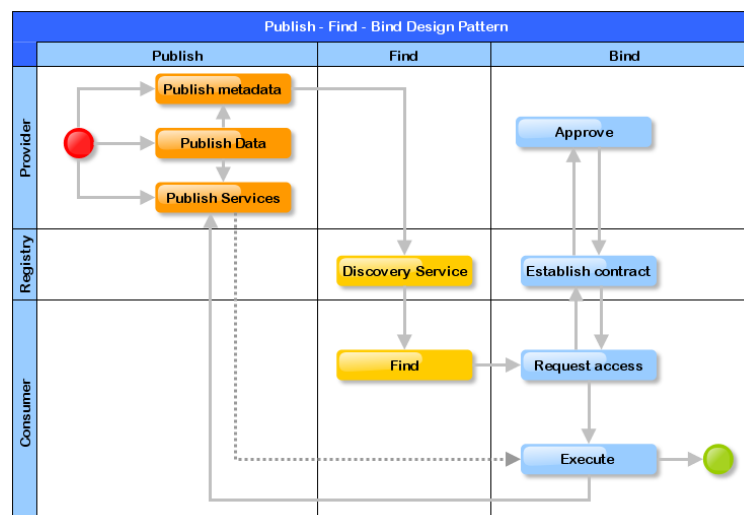 Publish - Find - Bind Design Pattern
Publish
Find
Bind
Provider
Publish metadata
Publish Data
Approve
Publish Services
Registry
Discovery Service
Establish contract
Consumer
Find
Request access
Execute